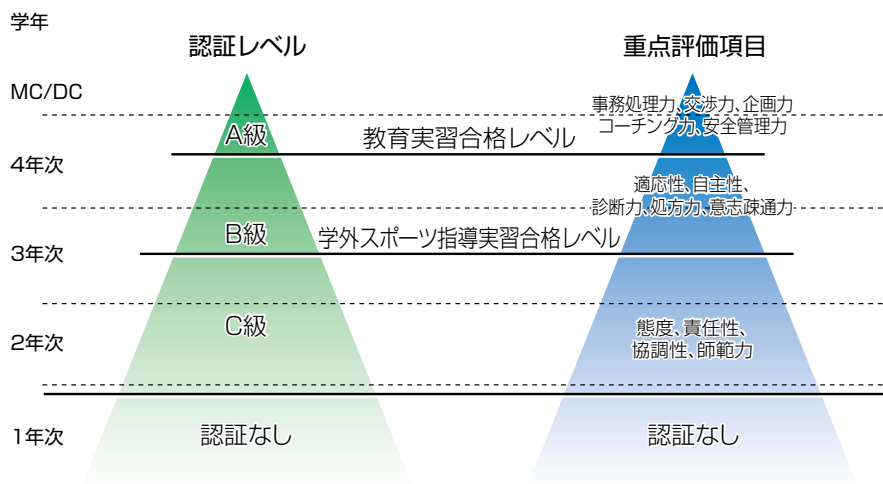 学年
認証レベル
重点評価項目
MC/DC
事務処理力、交渉力、企画力
コーチング力、安全管理力
A級
教育実習合格レベル
4年次
適応性、自主性、
診断力、処方力、意志疎通力
B級
学外スポーツ指導実習合格レベル
3年次
C級
態度、責任性、
協調性、師範力
2年次
1年次
認証なし
認証なし